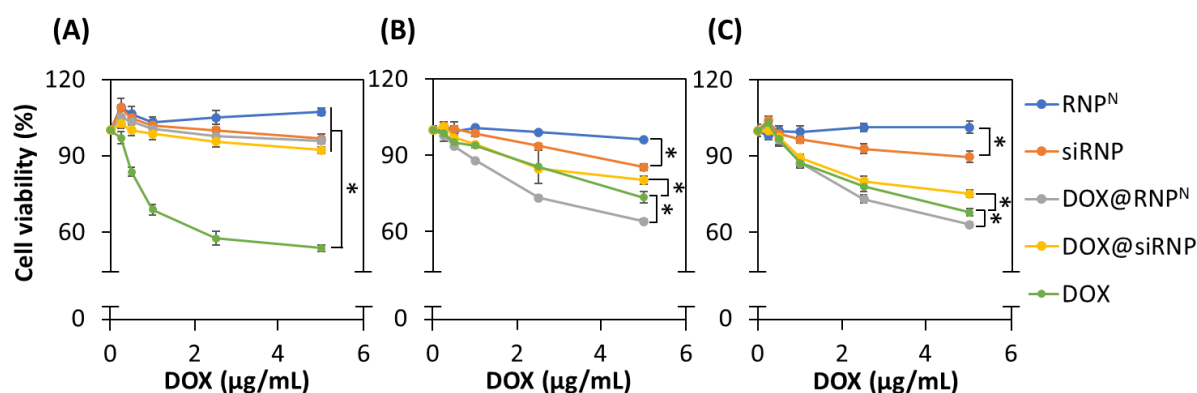 (A)
(B)
(C)
Cell viability (%)
120
90
60
0
0 2 4 6
DOX (µg/mL)
*
120
90
60
0
0 2 4 6
DOX (µg/mL)
*
*
*
120
90
60
0
0 2 4 6
DOX (µg/mL)
*
*
*
RNPᴺ
siRNP
DOX@RNPᴺ
DOX@siRNP
DOX